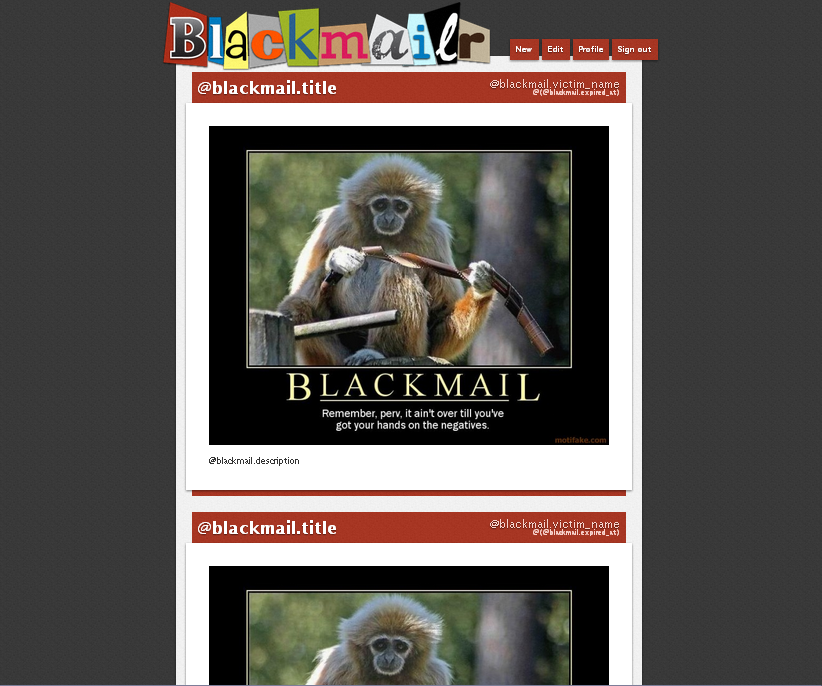 Blackmailr
New Edit Profile Sign out
@blackmail.title
@blackmail.victim_name
@(@blackmail.expired_at)
BLACKMAIL
Remember, perv, it ain't over till you've
got your hands on the negatives.
motifake.com
@blackmail.description
@blackmail.title
@blackmail.victim_name
@(@blackmail.expired_at)